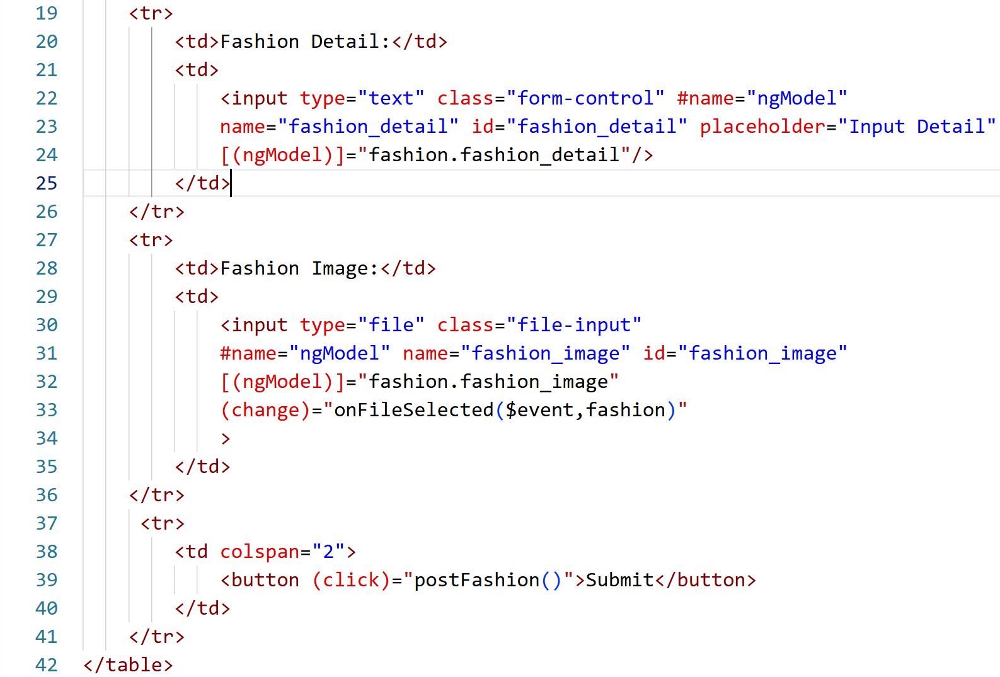 19 <tr>
20 <td>Fashion Detail:</td>
21 <td>
22 <input type="text" class="form-control" #name="ngModel"
23 name="fashion_detail" id="fashion_detail" placeholder="Input Detail"
24 [(ngModel)]="fashion.fashion_detail"/>
25 </td>
26 </tr>
27 <tr>
28 <td>Fashion Image:</td>
29 <td>
30 <input type="file" class="file-input"
31 #name="ngModel" name="fashion_image" id="fashion_image"
32 [(ngModel)]="fashion.fashion_image"
33 (change)="onFileSelected($event,fashion)"
34 >
35 </td>
36 </tr>
37 <tr>
38 <td colspan="2">
39 <button (click)="postFashion()">Submit</button>
40 </td>
41 </tr>
42 </table>